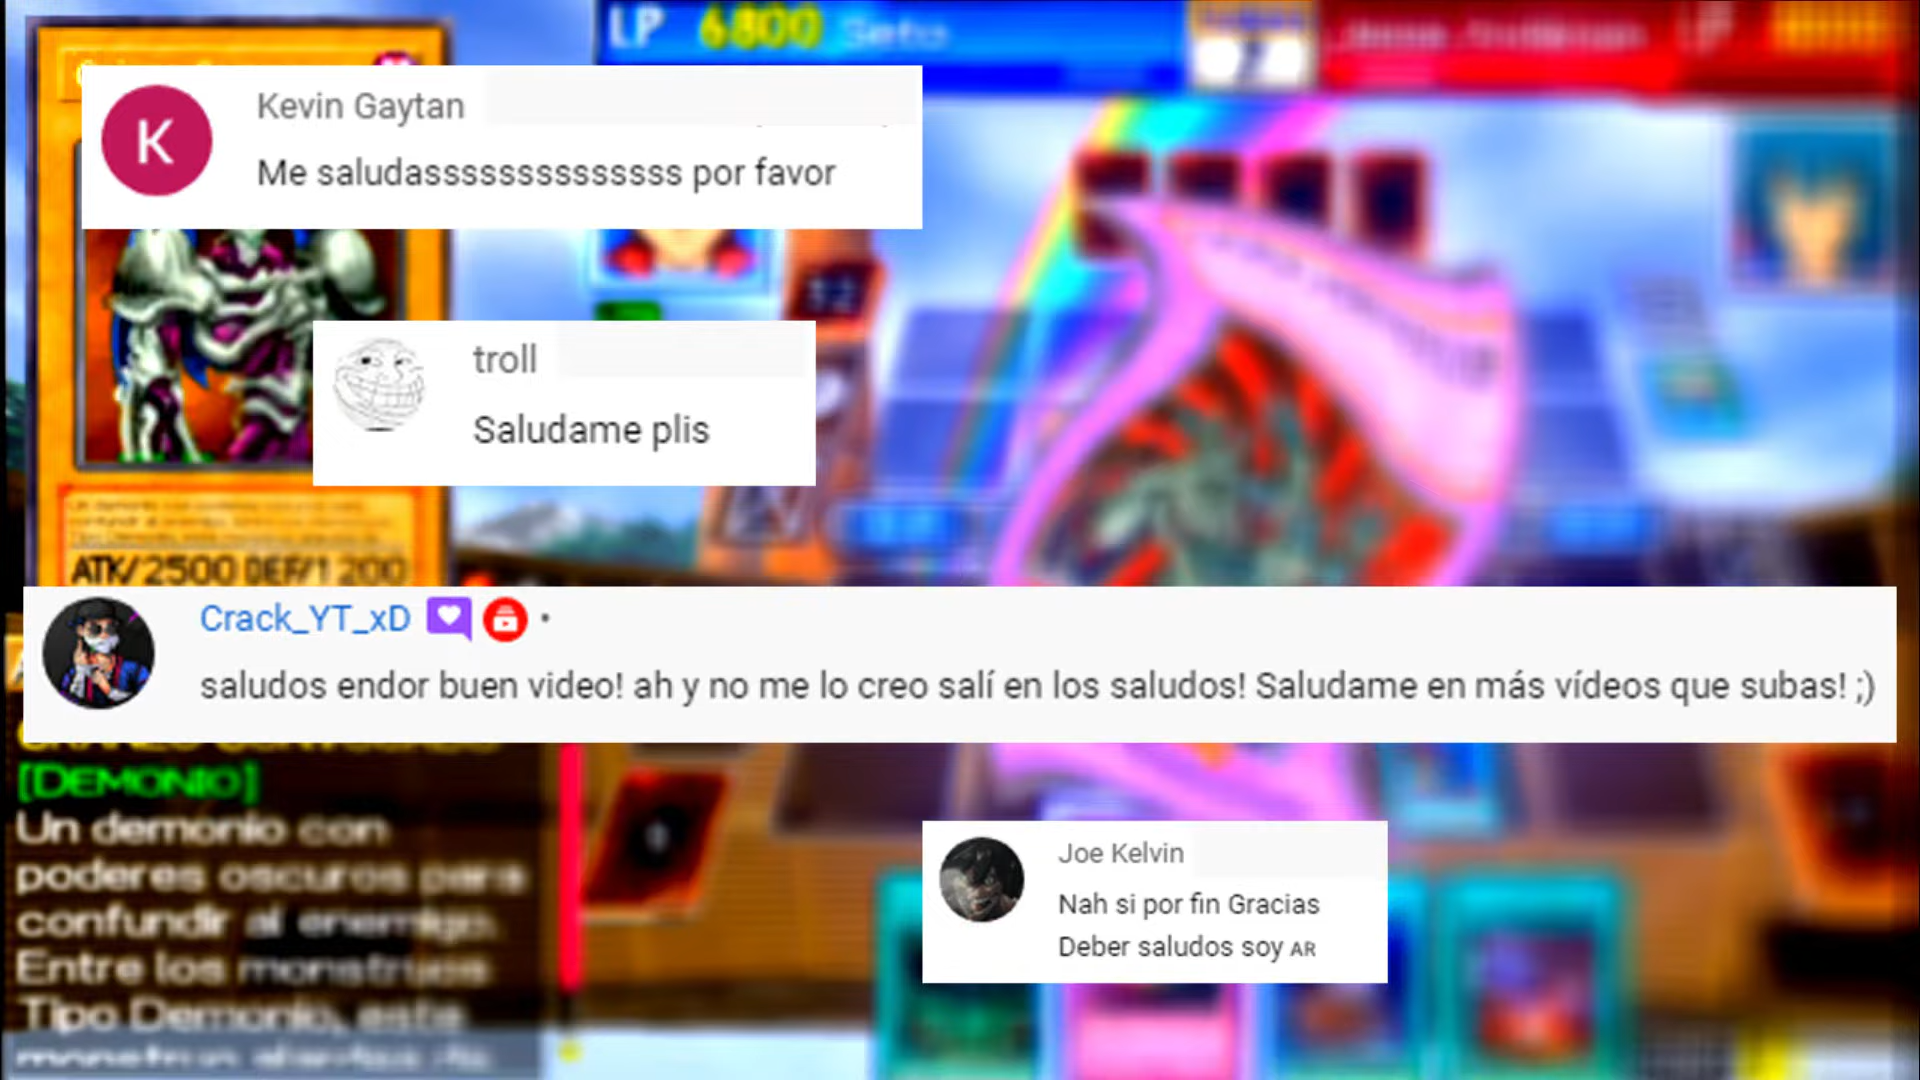 LP 6800 Seto
LP
Kevin Gaytan
Me saludassssssssssssss por favor
troll
Saludame plis
ATK/2500 DEF/1200
Crack_YT_xD
saludos endor buen video! ah y no me lo creo salí en los saludos! Saludame en más vídeos que subas! ;)
[DEMONIO]
Un demonio con
poderes oscuros para
confundir al enemigo.
Entre los monstruos
Tipo Demonio, este
Joe Kelvin
Nah si por fin Gracias
Deber saludos soy AR